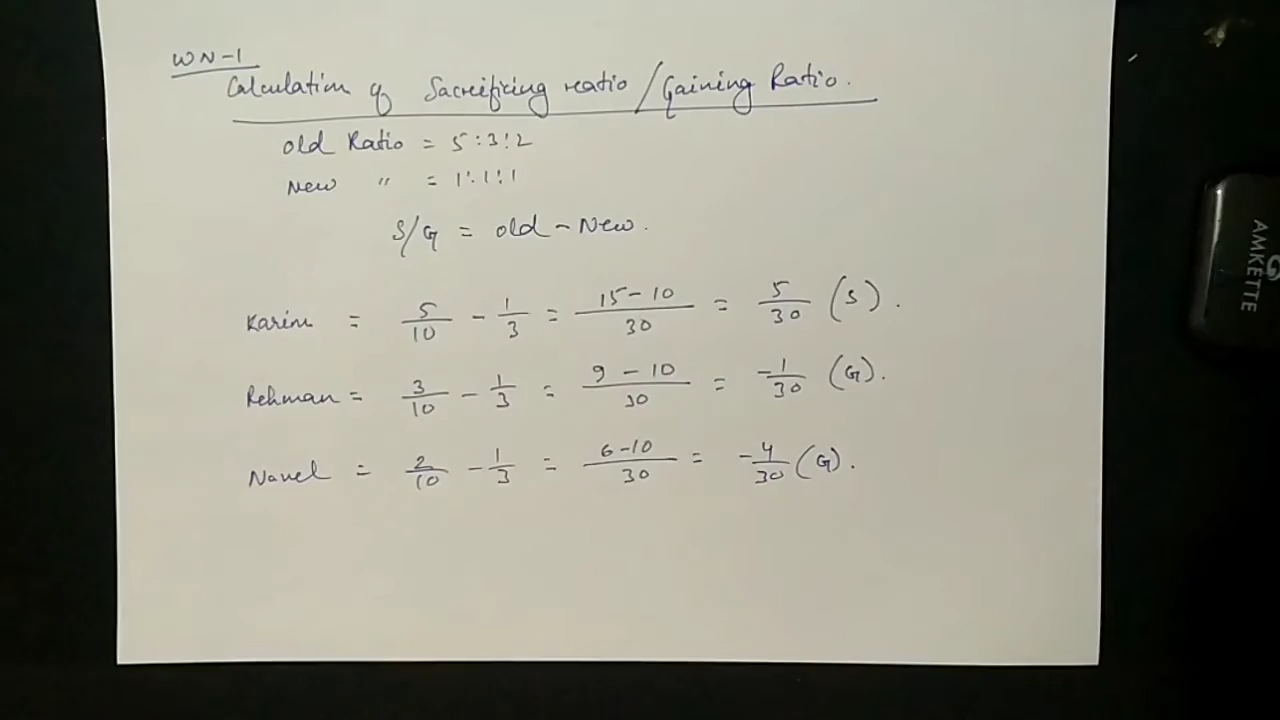 WN-1
Calculation of Sacrificing ratio / Gaining Ratio.
Old Ratio = 5:3:2
New " = 1:1:1
S/G = old - New.
Karim = 5/10 - 1/3 = 15-10/30 = 5/30 (S).
Rehman = 3/10 - 1/3 = 9-10/30 = -1/30 (G).
Navel = 2/10 - 1/3 = 6-10/30 = -4/30 (G).
AMKETTE